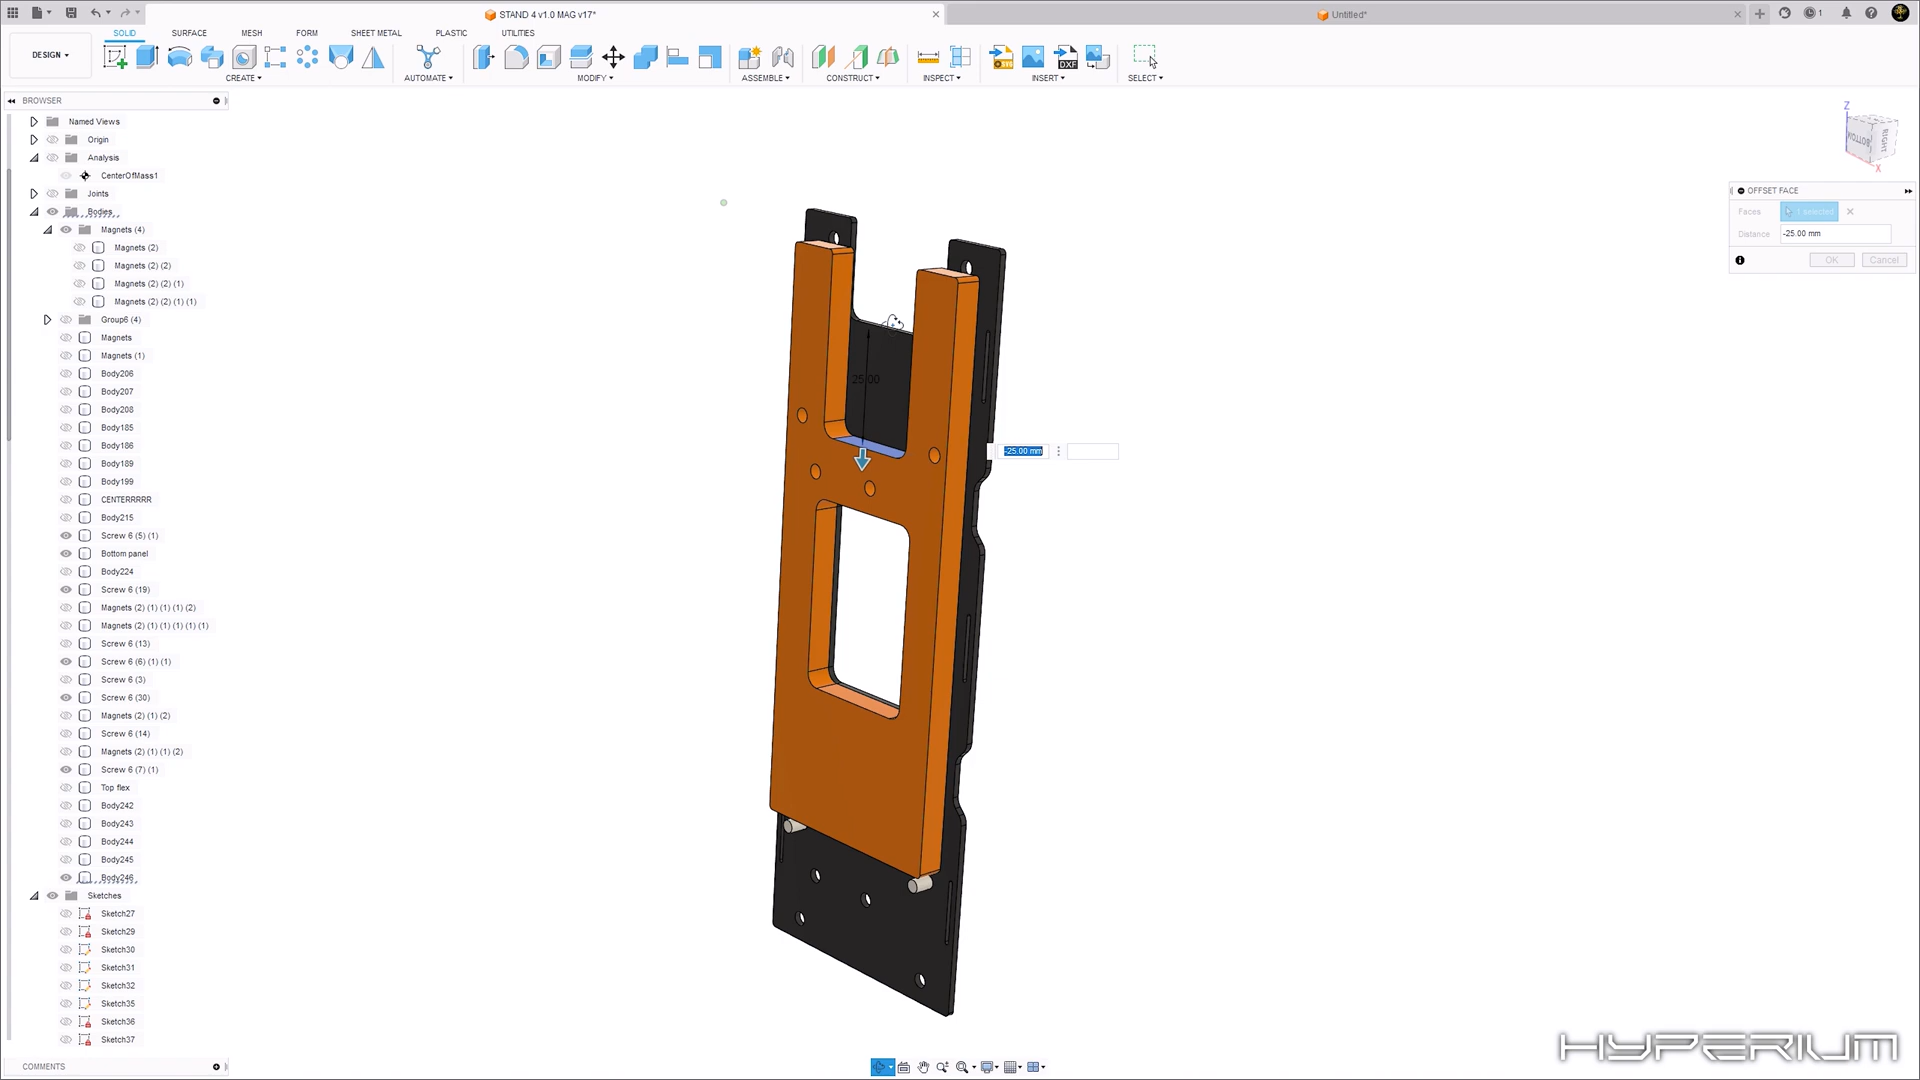 STAND 4 v1.0 MAG v17*
Untitled*
1
SOLID
SURFACE
MESH
FORM
SHEET METAL
PLASTIC
UTILITIES
DESIGN
CREATE
AUTOMATE
MODIFY
ASSEMBLE
CONSTRUCT
INSPECT
INSERT
SELECT
SVG
DXF
BROWSER
Named Views
Origin
Analysis
CenterOfMass1
Joints
Bodies
Magnets (4)
Magnets (2)
Magnets (2) (2)
Magnets (2) (2) (1)
Magnets (2) (2) (1) (1)
Group6 (4)
Magnets
Magnets (1)
Body206
Body207
Body208
Body185
Body186
Body189
Body199
CENTERRRRR
Body215
Screw 6 (5) (1)
Bottom panel
Body224
Screw 6 (19)
Magnets (2) (1) (1) (1) (2)
Magnets (2) (1) (1) (1) (1) (1)
Screw 6 (13)
Screw 6 (6) (1) (1)
Screw 6 (3)
Screw 6 (30)
Magnets (2) (1) (2)
Screw 6 (14)
Magnets (2) (1) (1) (2)
Screw 6 (7) (1)
Top flex
Body242
Body243
Body244
Body245
Body246
Sketches
Sketch27
Sketch29
Sketch30
Sketch31
Sketch32
Sketch35
Sketch36
Sketch37
COMMENTS
25.00
-25.00 mm
Z
BOTTOM
RIGHT
X
OFFSET FACE
Faces
1 selected
Distance
-25.00 mm
OK
Cancel
HYPERIUM